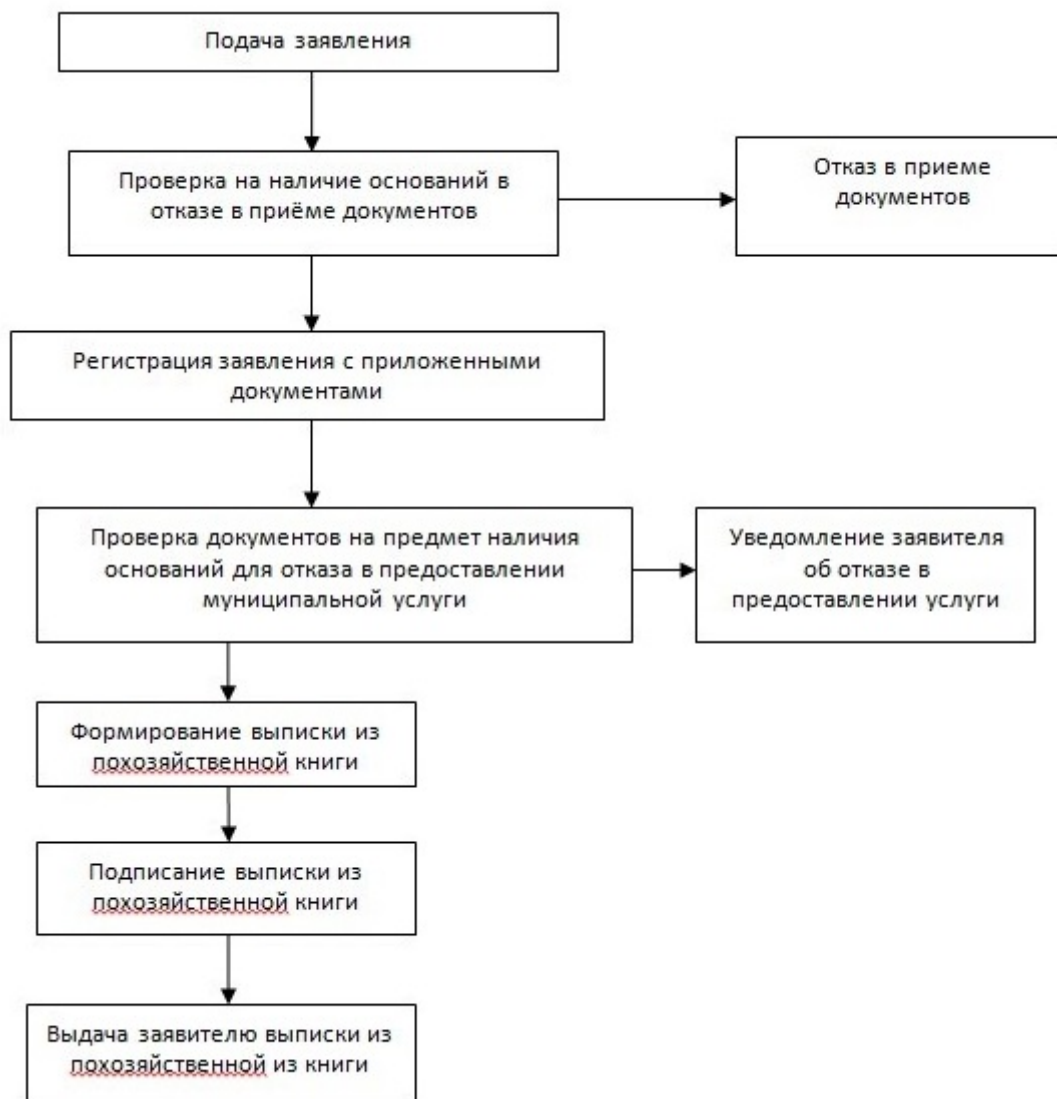 Подача заявления
Проверка на наличие оснований в
отказе в приёме документов
Отказ в приеме
документов
Регистрация заявления с приложенными
документами
Проверка документов на предмет наличия
оснований для отказа в предоставлении
муниципальной услуги
Уведомление заявителя
об отказе в
предоставлении услуги
Формирование выписки из
похозяйственной книги
Подписание выписки из
похозяйственной книги
Выдача заявителю выписки из
похозяйственной из книги